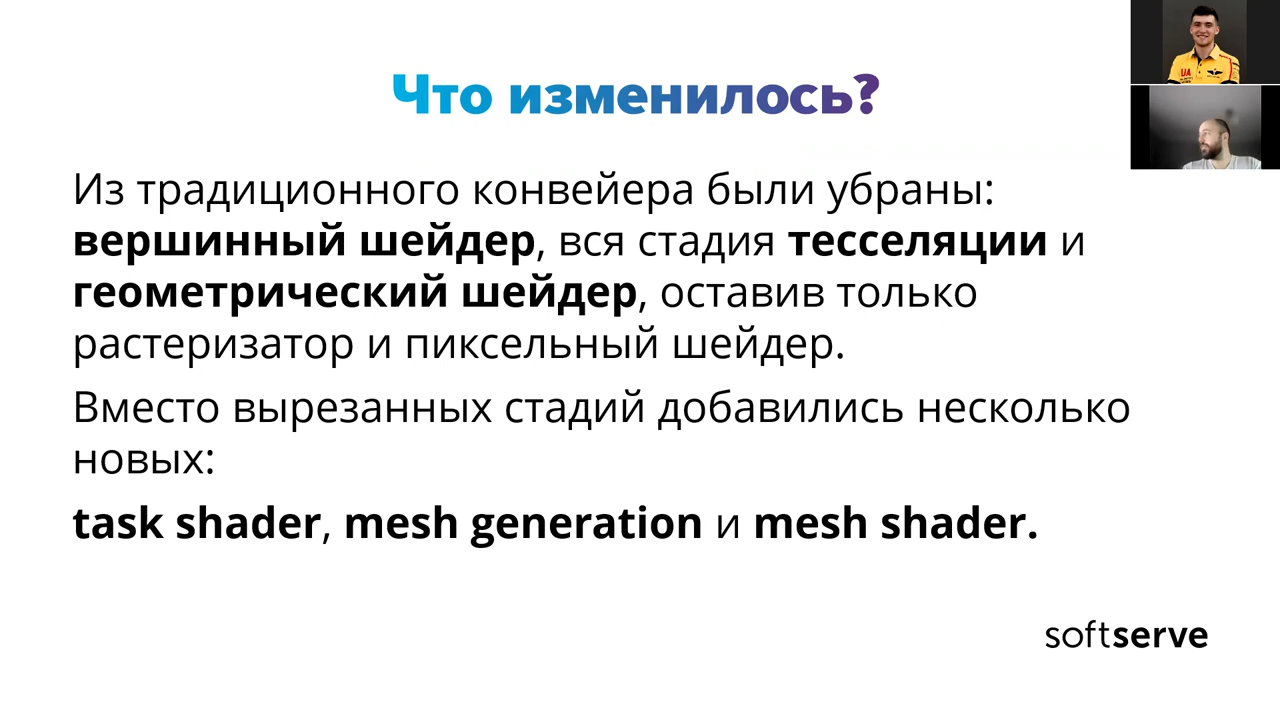 Что изменилось?
Из традиционного конвейера были убраны:
вершинный шейдер, вся стадия тесселяции и
геометрический шейдер, оставив только
растеризатор и пиксельный шейдер.
Вместо вырезанных стадий добавились несколько
новых:
task shader, mesh generation и mesh shader.
softserve
UA